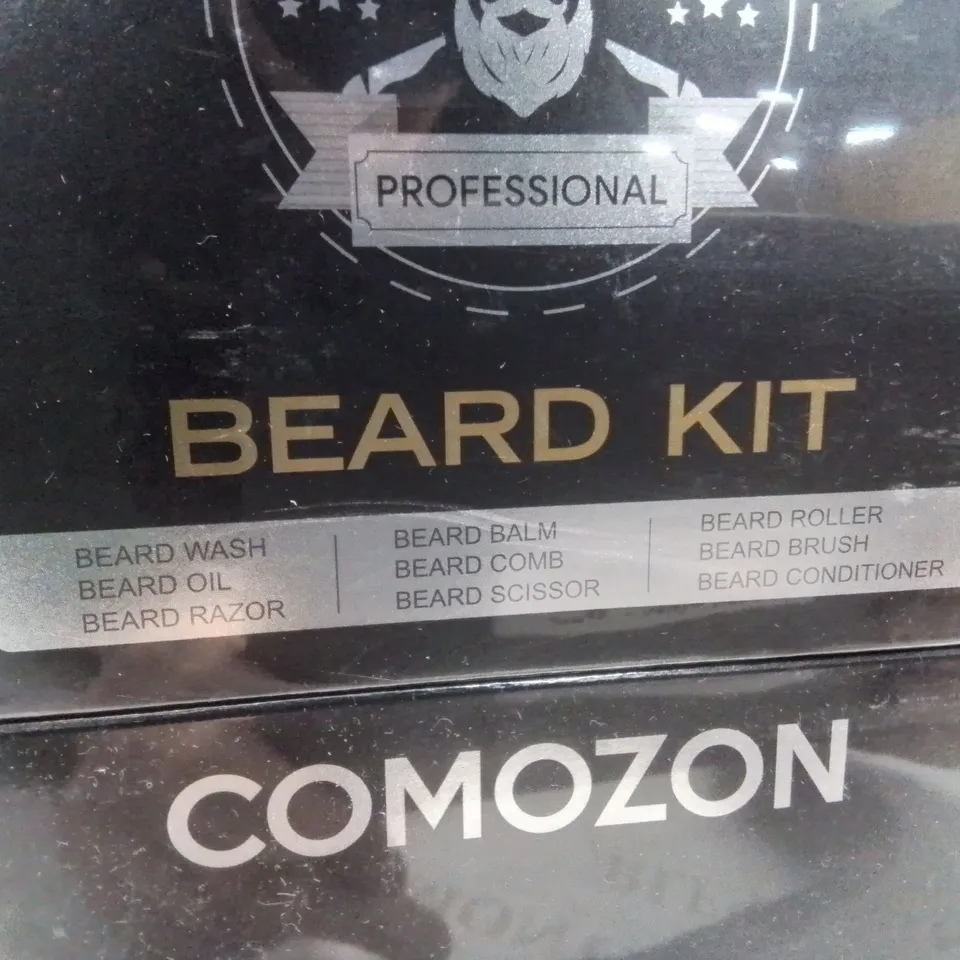 PROFESSIONAL
BEARD KIT
BEARD WASH
BEARD OIL
BEARD RAZOR
BEARD BALM
BEARD COMB
BEARD SCISSOR
BEARD ROLLER
BEARD BRUSH
BEARD CONDITIONER
COMOZON